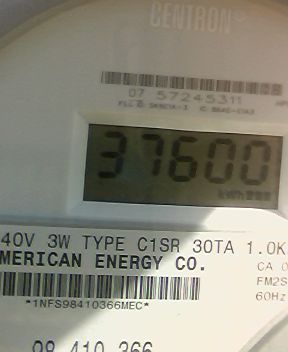 CENTRON®
07 57245311
37600
kWh
40V 3W TYPE C1SR 30TA 1.0K
MERICAN ENERGY CO.
CA 0
FM2S
60Hz
*1NFS98410366MEC*
98 410 366